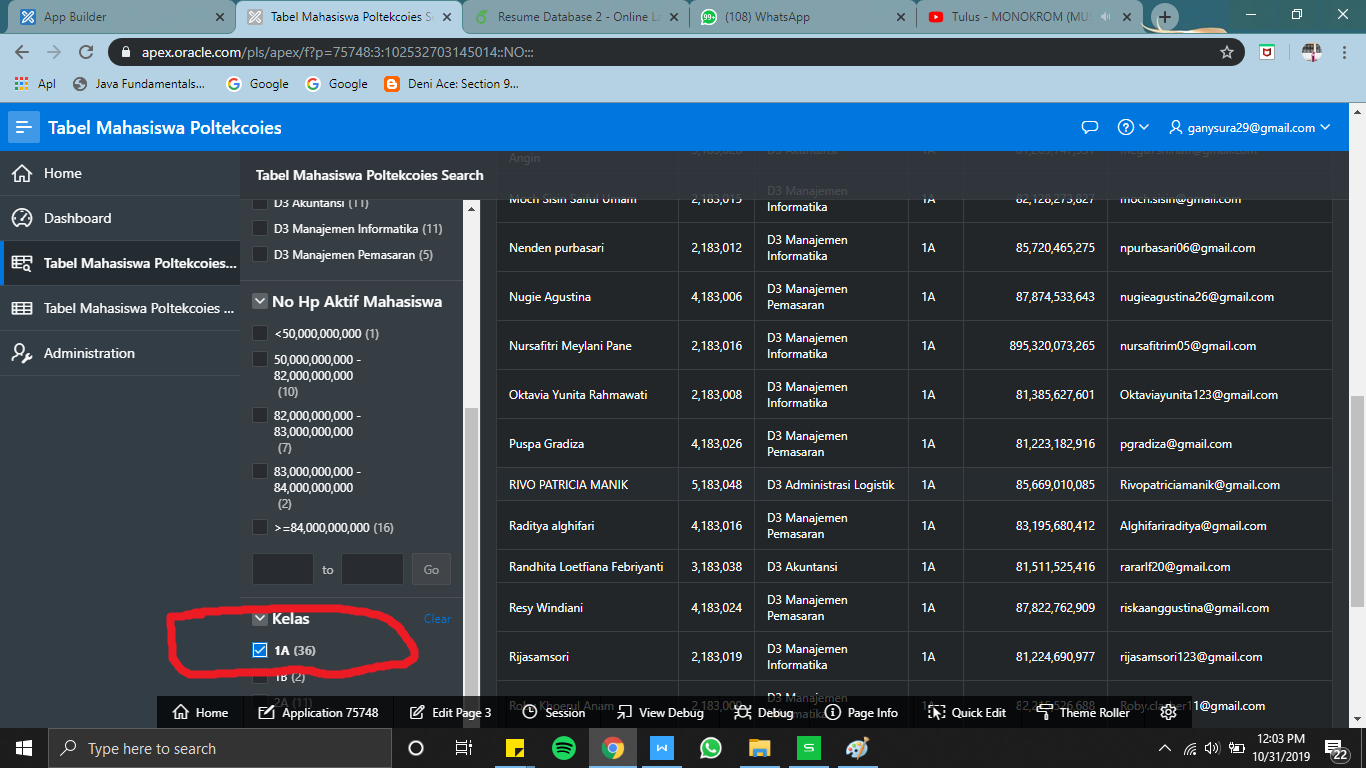 App Builder
Tabel Mahasiswa Poltekcoies S
Resume Database 2 - Online La
99+
(108) WhatsApp
Tulus - MONOKROM (MU
apex.oracle.com/pls/apex/f?p=75748:3:102532703145014::NO:::
Apl
Java Fundamentals...
Google
Google
Deni Ace: Section 9...
Tabel Mahasiswa Poltekcoies
ganysura29@gmail.com
Home
Dashboard
Tabel Mahasiswa Poltekcoies...
Tabel Mahasiswa Poltekcoies ...
Administration
Tabel Mahasiswa Poltekcoies Search
D3 Akuntansi (11)
D3 Manajemen Informatika (11)
D3 Manajemen Pemasaran (5)
No Hp Aktif Mahasiswa
<50,000,000,000 (1)
50,000,000,000 -
82,000,000,000
(10)
82,000,000,000 -
83,000,000,000
(7)
83,000,000,000 -
84,000,000,000
(2)
>=84,000,000,000 (16)
to
Go
Kelas
Clear
1A (36)
1B (2)
2A (11)
Angin
D3 Akuntansi
1A
Moch Sisin Saiful Umam 2,183,015 D3 Manajemen
Informatika
1A 82,128,273,827 moch.sisin@gmail.com
Nenden purbasari 2,183,012 D3 Manajemen
Informatika
1A 85,720,465,275 npurbasari06@gmail.com
Nugie Agustina 4,183,006 D3 Manajemen
Pemasaran
1A 87,874,533,643 nugieagustina26@gmail.com
Nursafitri Meylani Pane 2,183,016 D3 Manajemen
Informatika
1A 895,320,073,265 nursafitrim05@gmail.com
Oktavia Yunita Rahmawati 2,183,008 D3 Manajemen
Informatika
1A 81,385,627,601 Oktaviayunita123@gmail.com
Puspa Gradiza 4,183,026 D3 Manajemen
Pemasaran
1A 81,223,182,916 pgradiza@gmail.com
RIVO PATRICIA MANIK 5,183,048 D3 Administrasi Logistik 1A 85,669,010,085 Rivopatriciamanik@gmail.com
Raditya alghifari 4,183,016 D3 Manajemen
Pemasaran
1A 83,195,680,412 Alghifariraditya@gmail.com
Randhita Loetfiana Febriyanti 3,183,038 D3 Akuntansi 1A 81,511,525,416 rararlf20@gmail.com
Resy Windiani 4,183,024 D3 Manajemen
Pemasaran
1A 87,822,762,909 riskaanggustina@gmail.com
Rijasamsori 2,183,019 D3 Manajemen
Informatika
1A 81,224,690,977 rijasamsori123@gmail.com
Roby Khoerul Anam D3 Manajemen
Informatika
1A
Home
Application 75748
Edit Page 3
Session
View Debug
Debug
Page Info
Quick Edit
Theme Roller
Type here to search
12:03 PM
10/31/2019
22